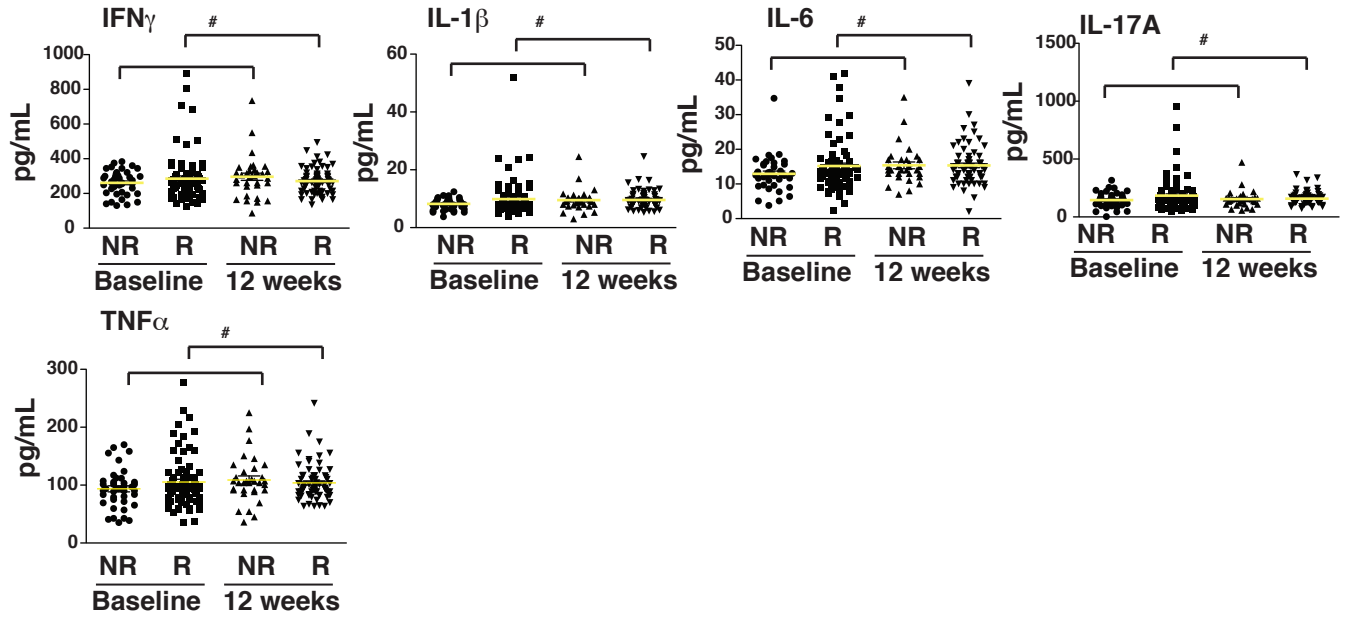 IFNγ
#
pg/mL
1000
800
600
400
200
0
NR R NR R
Baseline 12 weeks
IL-1β
#
pg/mL
60
40
20
0
NR R NR R
Baseline 12 weeks
IL-6
#
pg/mL
50
40
30
20
10
0
NR R NR R
Baseline 12 weeks
IL-17A
#
pg/mL
1500
1000
500
0
NR R NR R
Baseline 12 weeks
TNFα
#
pg/mL
300
200
100
0
NR R NR R
Baseline 12 weeks